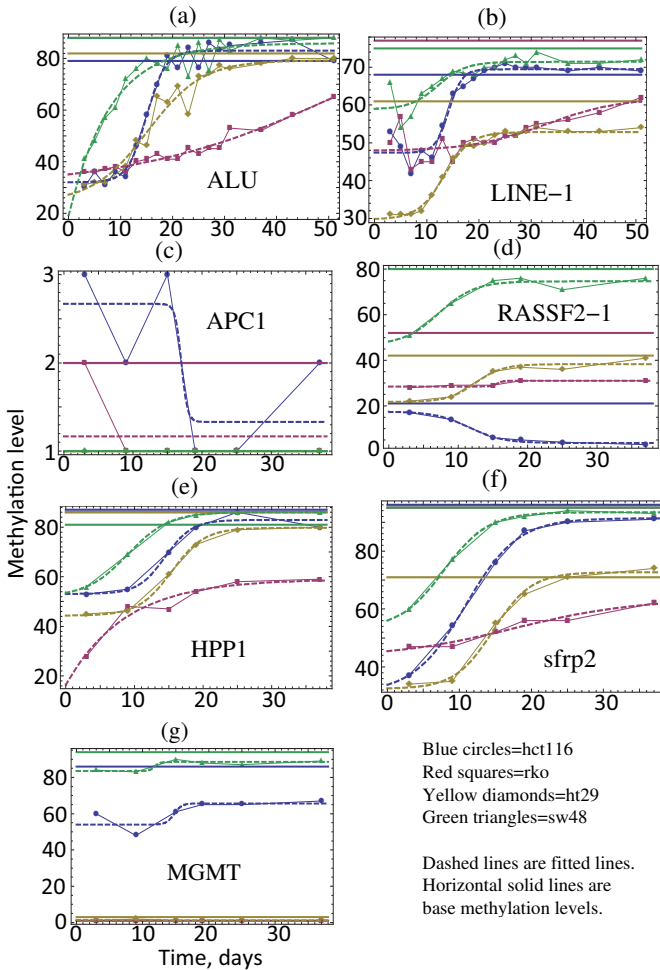 (a)
(b)
80
60
40
20
0
10
20
30
40
50
ALU
70
60
50
40
30
0
10
20
30
40
50
LINE−1
(c)
(d)
3
2
1
0
10
20
30
APC1
80
60
40
20
0
0
10
20
30
RASSF2-1
(e)
(f)
80
60
40
20
0
10
20
30
HPP1
80
60
40
0
10
20
30
sfrp2
(g)
80
60
40
20
0
0
10
20
30
MGMT
Methylation level
Time, days
Blue circles=hct116
Red squares=rko
Yellow diamonds=ht29
Green triangles=sw48
Dashed lines are fitted lines.
Horizontal solid lines are
base methylation levels.